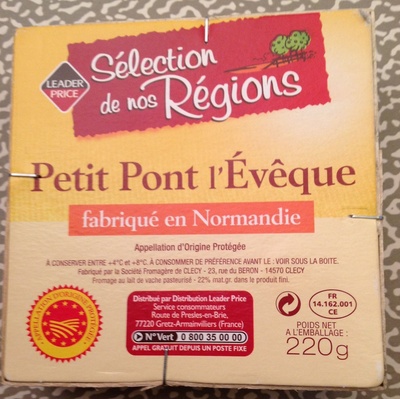 LEADER
PRICE
Sélection
de nos Régions
Petit Pont l'Évêque
fabriqué en Normandie
Appellation d'Origine Protégée
À CONSERVER ENTRE +4°C et +8°C. À CONSOMMER DE PRÉFÉRENCE AVANT LE : VOIR SOUS LA BOITE.
Fabriqué par la Société Fromagère de CLECY - 23, rue du BERON - 14570 CLECY
Fromage au lait de vache pasteurisé - 22% mat.gr. dans le produit fini.
APPELLATION D'ORIGINE PROTÉGÉE
Distribué par Distribution Leader Price
Service consommateurs
Route de Presles-en-Brie,
77220 Gretz-Armainvilliers (France)
N° Vert 0 800 35 00 00
APPEL GRATUIT DEPUIS UN POSTE FIXE
FR
14.162.001
CE
POIDS NET
A L'EMBALLAGE :
220g